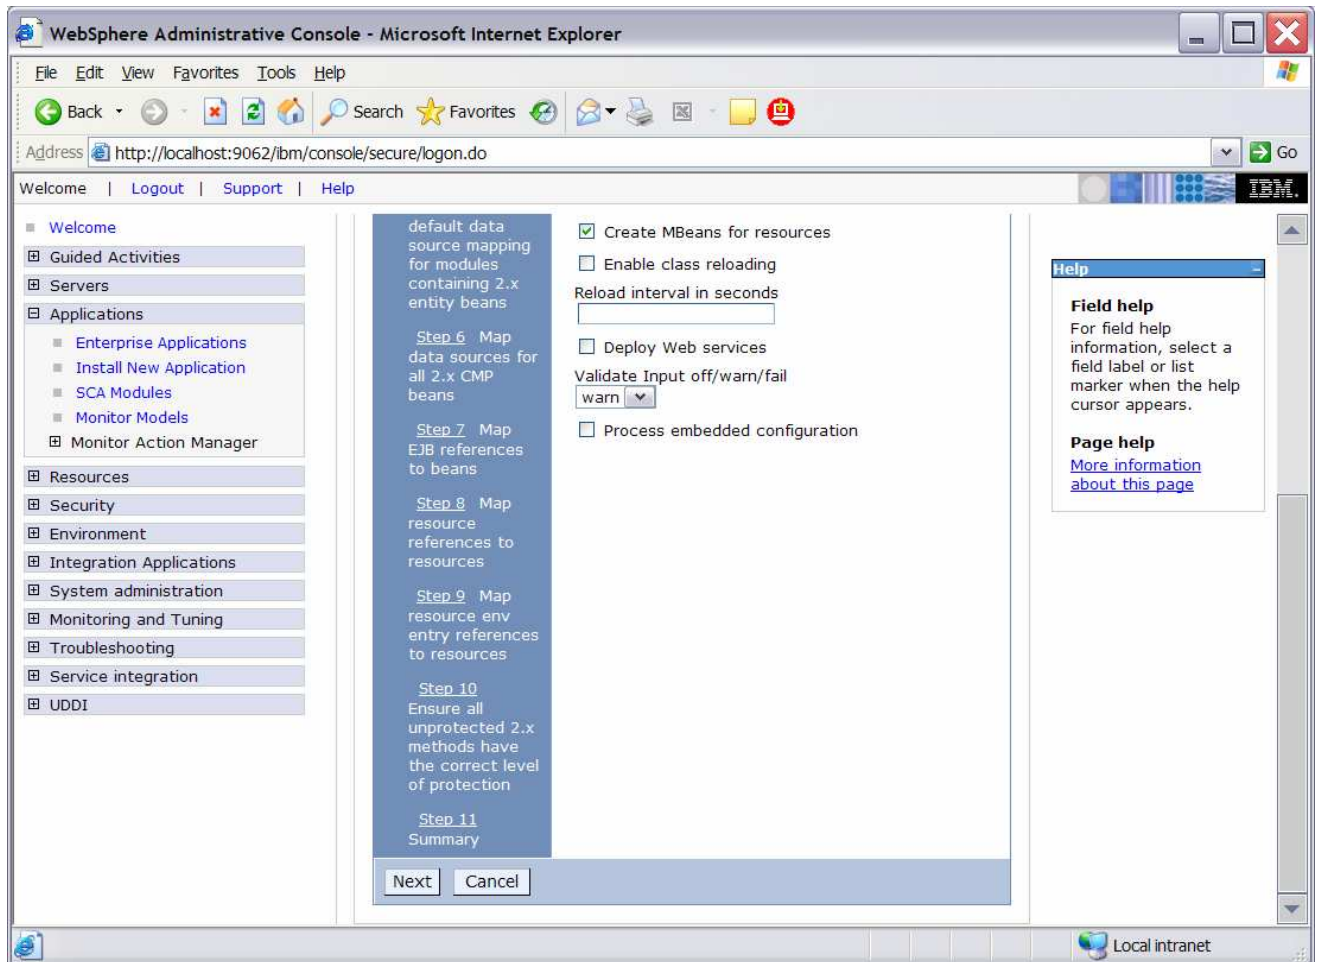 WebSphere Administrative Console - Microsoft Internet Explorer
File Edit View Favorites Tools Help
Back Search Favorites
Address http://localhost:9062/ibm/console/secure/logon.do Go
Welcome | Logout | Support | Help
IBM.
Welcome
Guided Activities
Servers
Applications
Enterprise Applications
Install New Application
SCA Modules
Monitor Models
Monitor Action Manager
Resources
Security
Environment
Integration Applications
System administration
Monitoring and Tuning
Troubleshooting
Service integration
UDDI
default data
source mapping
for modules
containing 2.x
entity beans
Step 6 Map
data sources for
all 2.x CMP
beans
Step 7 Map
EJB references
to beans
Step 8 Map
resource
references to
resources
Step 9 Map
resource env
entry references
to resources
Step 10
Ensure all
unprotected 2.x
methods have
the correct level
of protection
Step 11
Summary
Create MBeans for resources
Enable class reloading
Reload interval in seconds
Deploy Web services
Validate Input off/warn/fail
warn
Process embedded configuration
Next Cancel
Help
Field help
For field help
information, select a
field label or list
marker when the help
cursor appears.
Page help
More information
about this page
Local intranet